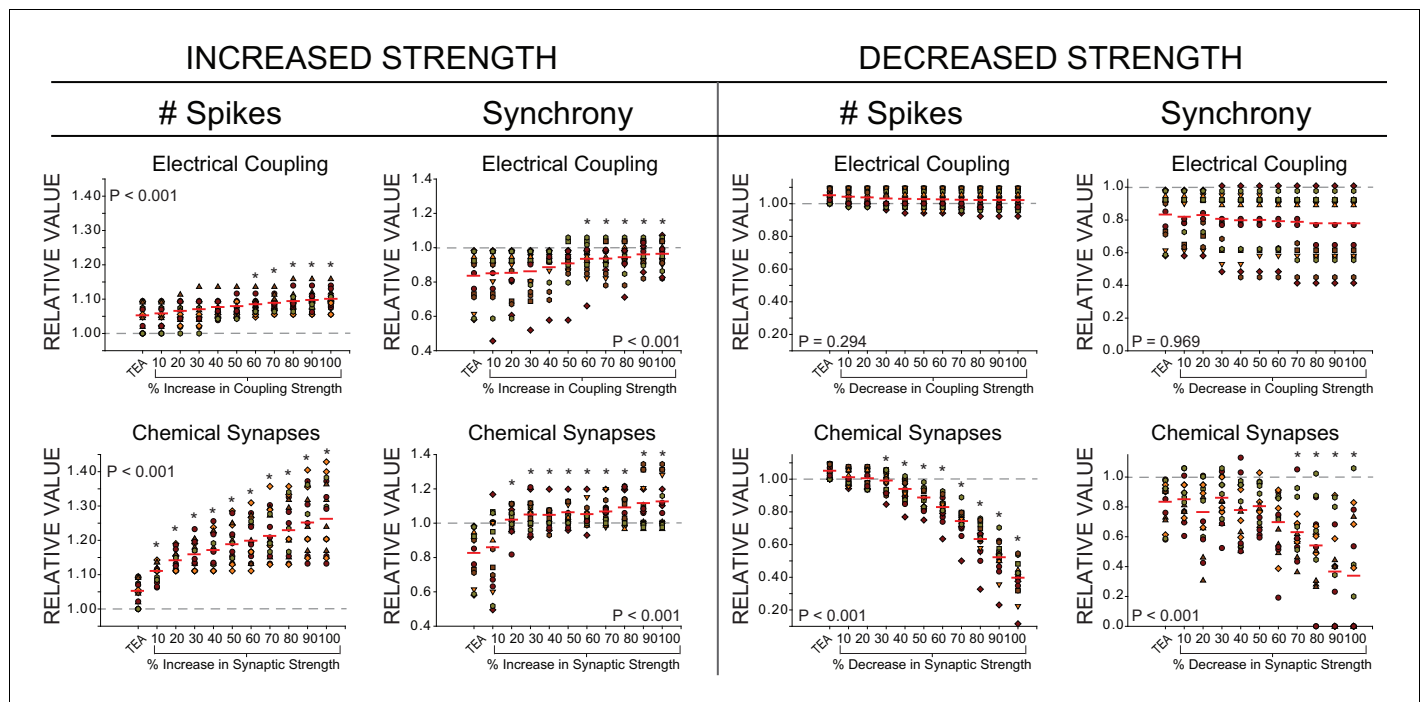 INCREASED STRENGTH
DECREASED STRENGTH
# Spikes
Synchrony
# Spikes
Synchrony
Electrical Coupling
RELATIVE VALUE
1.40
1.30
1.20
1.10
1.00
P < 0.001
* * * * *
TEA 10 20 30 40 50 60 70 80 90 100
% Increase in Coupling Strength
Electrical Coupling
RELATIVE VALUE
1.4
1.2
1.0
0.8
0.6
0.4
* * * * *
P < 0.001
TEA 10 20 30 40 50 60 70 80 90 100
% Increase in Coupling Strength
Electrical Coupling
RELATIVE VALUE
1.00
0.80
0.60
0.40
0.20
P = 0.294
TEA 10 20 30 40 50 60 70 80 90 100
% Decrease in Coupling Strength
Electrical Coupling
RELATIVE VALUE
1.0
0.8
0.6
0.4
0.2
0.0
P = 0.969
TEA 10 20 30 40 50 60 70 80 90 100
% Decrease in Coupling Strength
Chemical Synapses
RELATIVE VALUE
1.40
1.30
1.20
1.10
1.00
P < 0.001
* * * * * * * * * *
TEA 10 20 30 40 50 60 70 80 90 100
% Increase in Synaptic Strength
Chemical Synapses
RELATIVE VALUE
1.4
1.2
1.0
0.8
0.6
0.4
* * * * * * * * *
P < 0.001
TEA 10 20 30 40 50 60 70 80 90 100
% Increase in Synaptic Strength
Chemical Synapses
RELATIVE VALUE
1.00
0.80
0.60
0.40
0.20
* * * * * * * *
P < 0.001
TEA 10 20 30 40 50 60 70 80 90 100
% Decrease in Synaptic Strength
Chemical Synapses
RELATIVE VALUE
1.0
0.8
0.6
0.4
0.2
0.0
* * * *
P < 0.001
TEA 10 20 30 40 50 60 70 80 90 100
% Decrease in Synaptic Strength